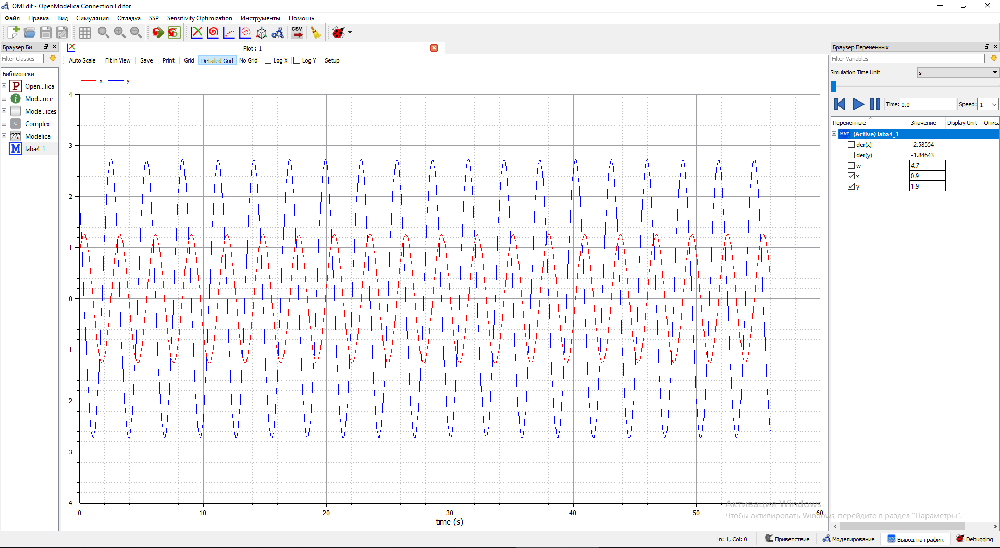 OMEdit - OpenModelica Connection Editor
Файл Правка Вид Симуляция Отладка SSP Sensitivity Optimization Инструменты Помощь
CSV
Браузер Би...
Filter Classes
Библиотеки
P Open...lica
i Mod...nce
Mode...ices
C Complex
Modelica
M laba4_1
Plot : 1
Auto Scale Fit in View Save Print Grid Detailed Grid No Grid Log X Log Y Setup
x y
4
3
2
1
0
-1
-2
-3
-4
0 10 20 30 40 50 60
time (s)
Браузер Переменных
Filter Variables
Simulation Time Unit s
Time: 0.0 Speed: 1
Переменные Значение Display Unit Описа
MAT (Active) laba4_1
der(x) -2.58554
der(y) -1.84643
w 4.7
x 0.9
y 1.9
Активация Windows
Чтобы активировать Windows, перейдите в раздел "Параметры".
Ln: 1, Col: 0 Приветствие Моделирование Вывод на график Debugging